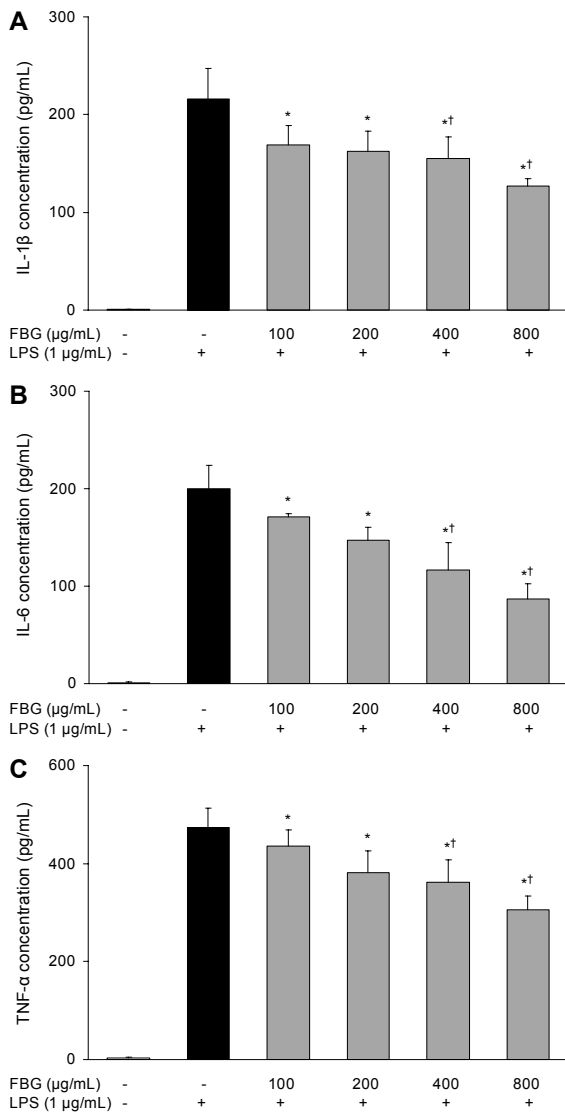 A
300
200
100
0
IL-1β concentration (pg/mL)
* * *† *†
FBG (µg/mL) - - 100 200 400 800
LPS (1 µg/mL) - + + + + +
B
300
200
100
0
IL-6 concentration (pg/mL)
* * *† *†
FBG (µg/mL) - - 100 200 400 800
LPS (1 µg/mL) - + + + + +
C
600
400
200
0
TNF-α concentration (pg/mL)
* * *† *†
FBG (µg/mL) - - 100 200 400 800
LPS (1 µg/mL) - + + + + +